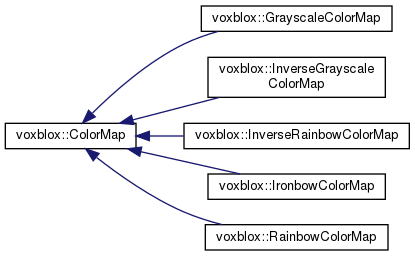 voxblox::GrayscaleColorMap
voxblox::InverseGrayscale
ColorMap
voxblox::ColorMap
voxblox::InverseRainbowColorMap
voxblox::IronbowColorMap
voxblox::RainbowColorMap